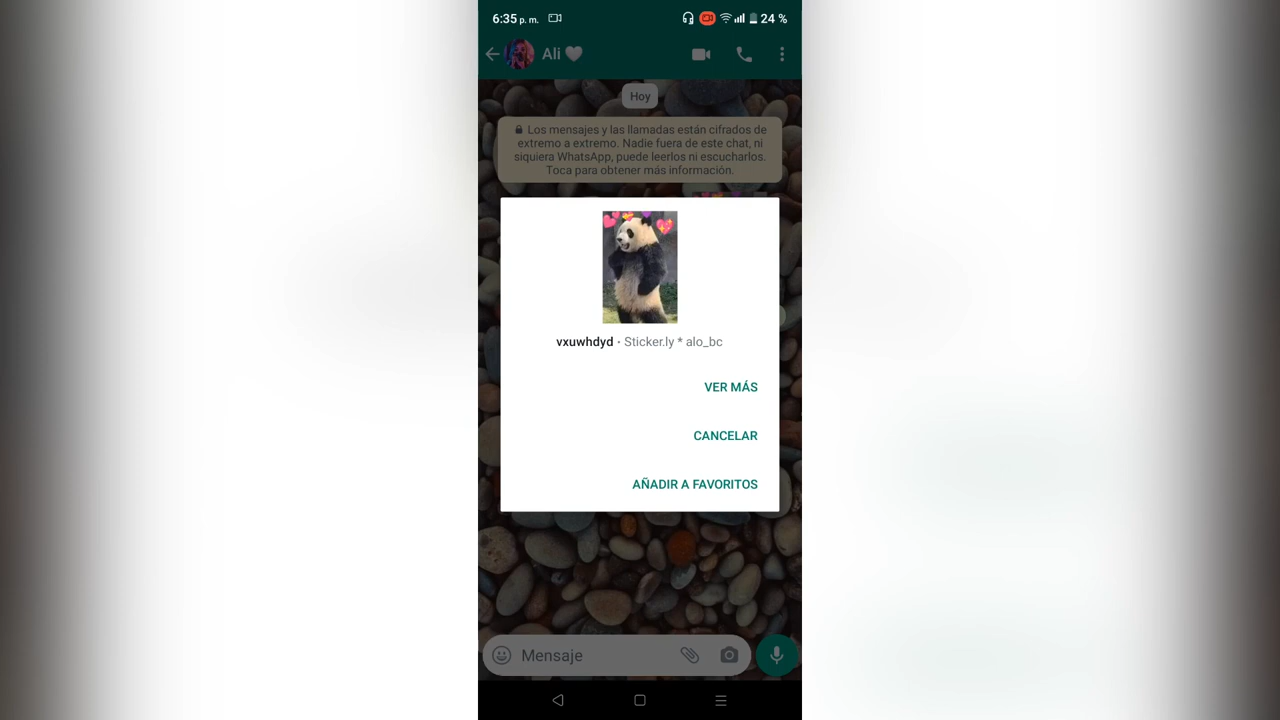 6:35 p. m.
24 %
Ali
Hoy
Los mensajes y las llamadas están cifrados de
extremo a extremo. Nadie fuera de este chat, ni
siquiera WhatsApp, puede leerlos ni escucharlos.
Toca para obtener más información.
vxuwhdyd · Sticker.ly * alo_bc
VER MÁS
CANCELAR
AÑADIR A FAVORITOS
Mensaje